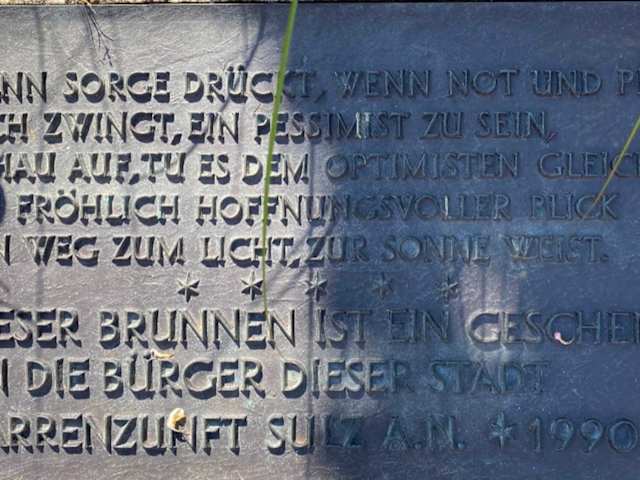 NN SORGE DRÜCKT, WENN NOT UND P
CH ZWINGT, EIN PESSIMIST ZU SEIN,
HAU AUF, TU ES DEM OPTIMISTEN GLEICH
FRÖHLICH HOFFNUNGSVOLLER PLICK
N WEG ZUM LICHT, ZUR SONNE WEIST.
ESER BRUNNEN IST EIN GESCHE
N DIE BÜRGER DIESER STADT
ARRENZUNFT SULZ A.N. * 1990